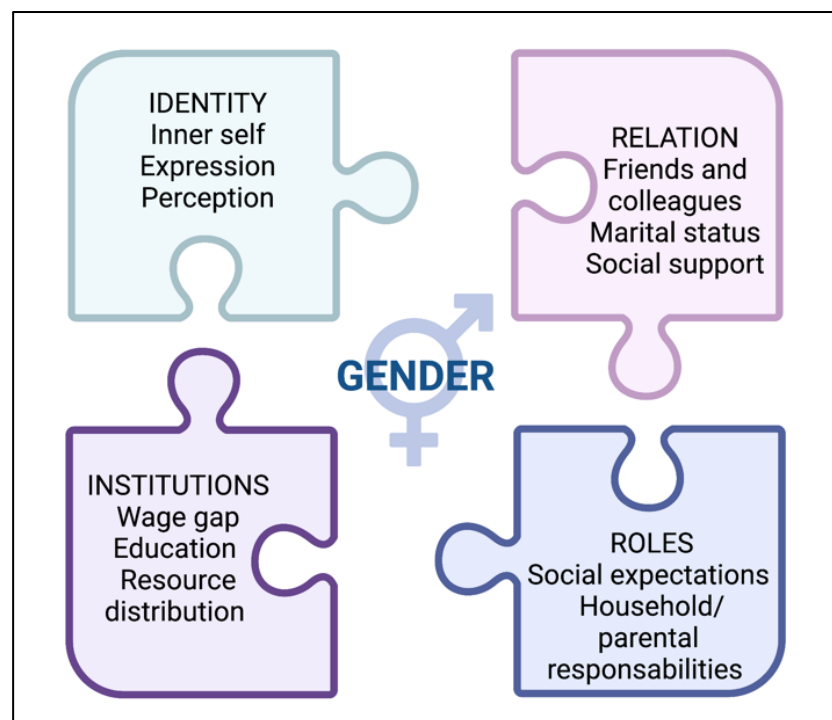 IDENTITY
Inner self
Expression
Perception
RELATION
Friends and
colleagues
Marital status
Social support
GENDER
INSTITUTIONS
Wage gap
Education
Resource
distribution
ROLES
Social expectations
Household/
parental
responsabilities